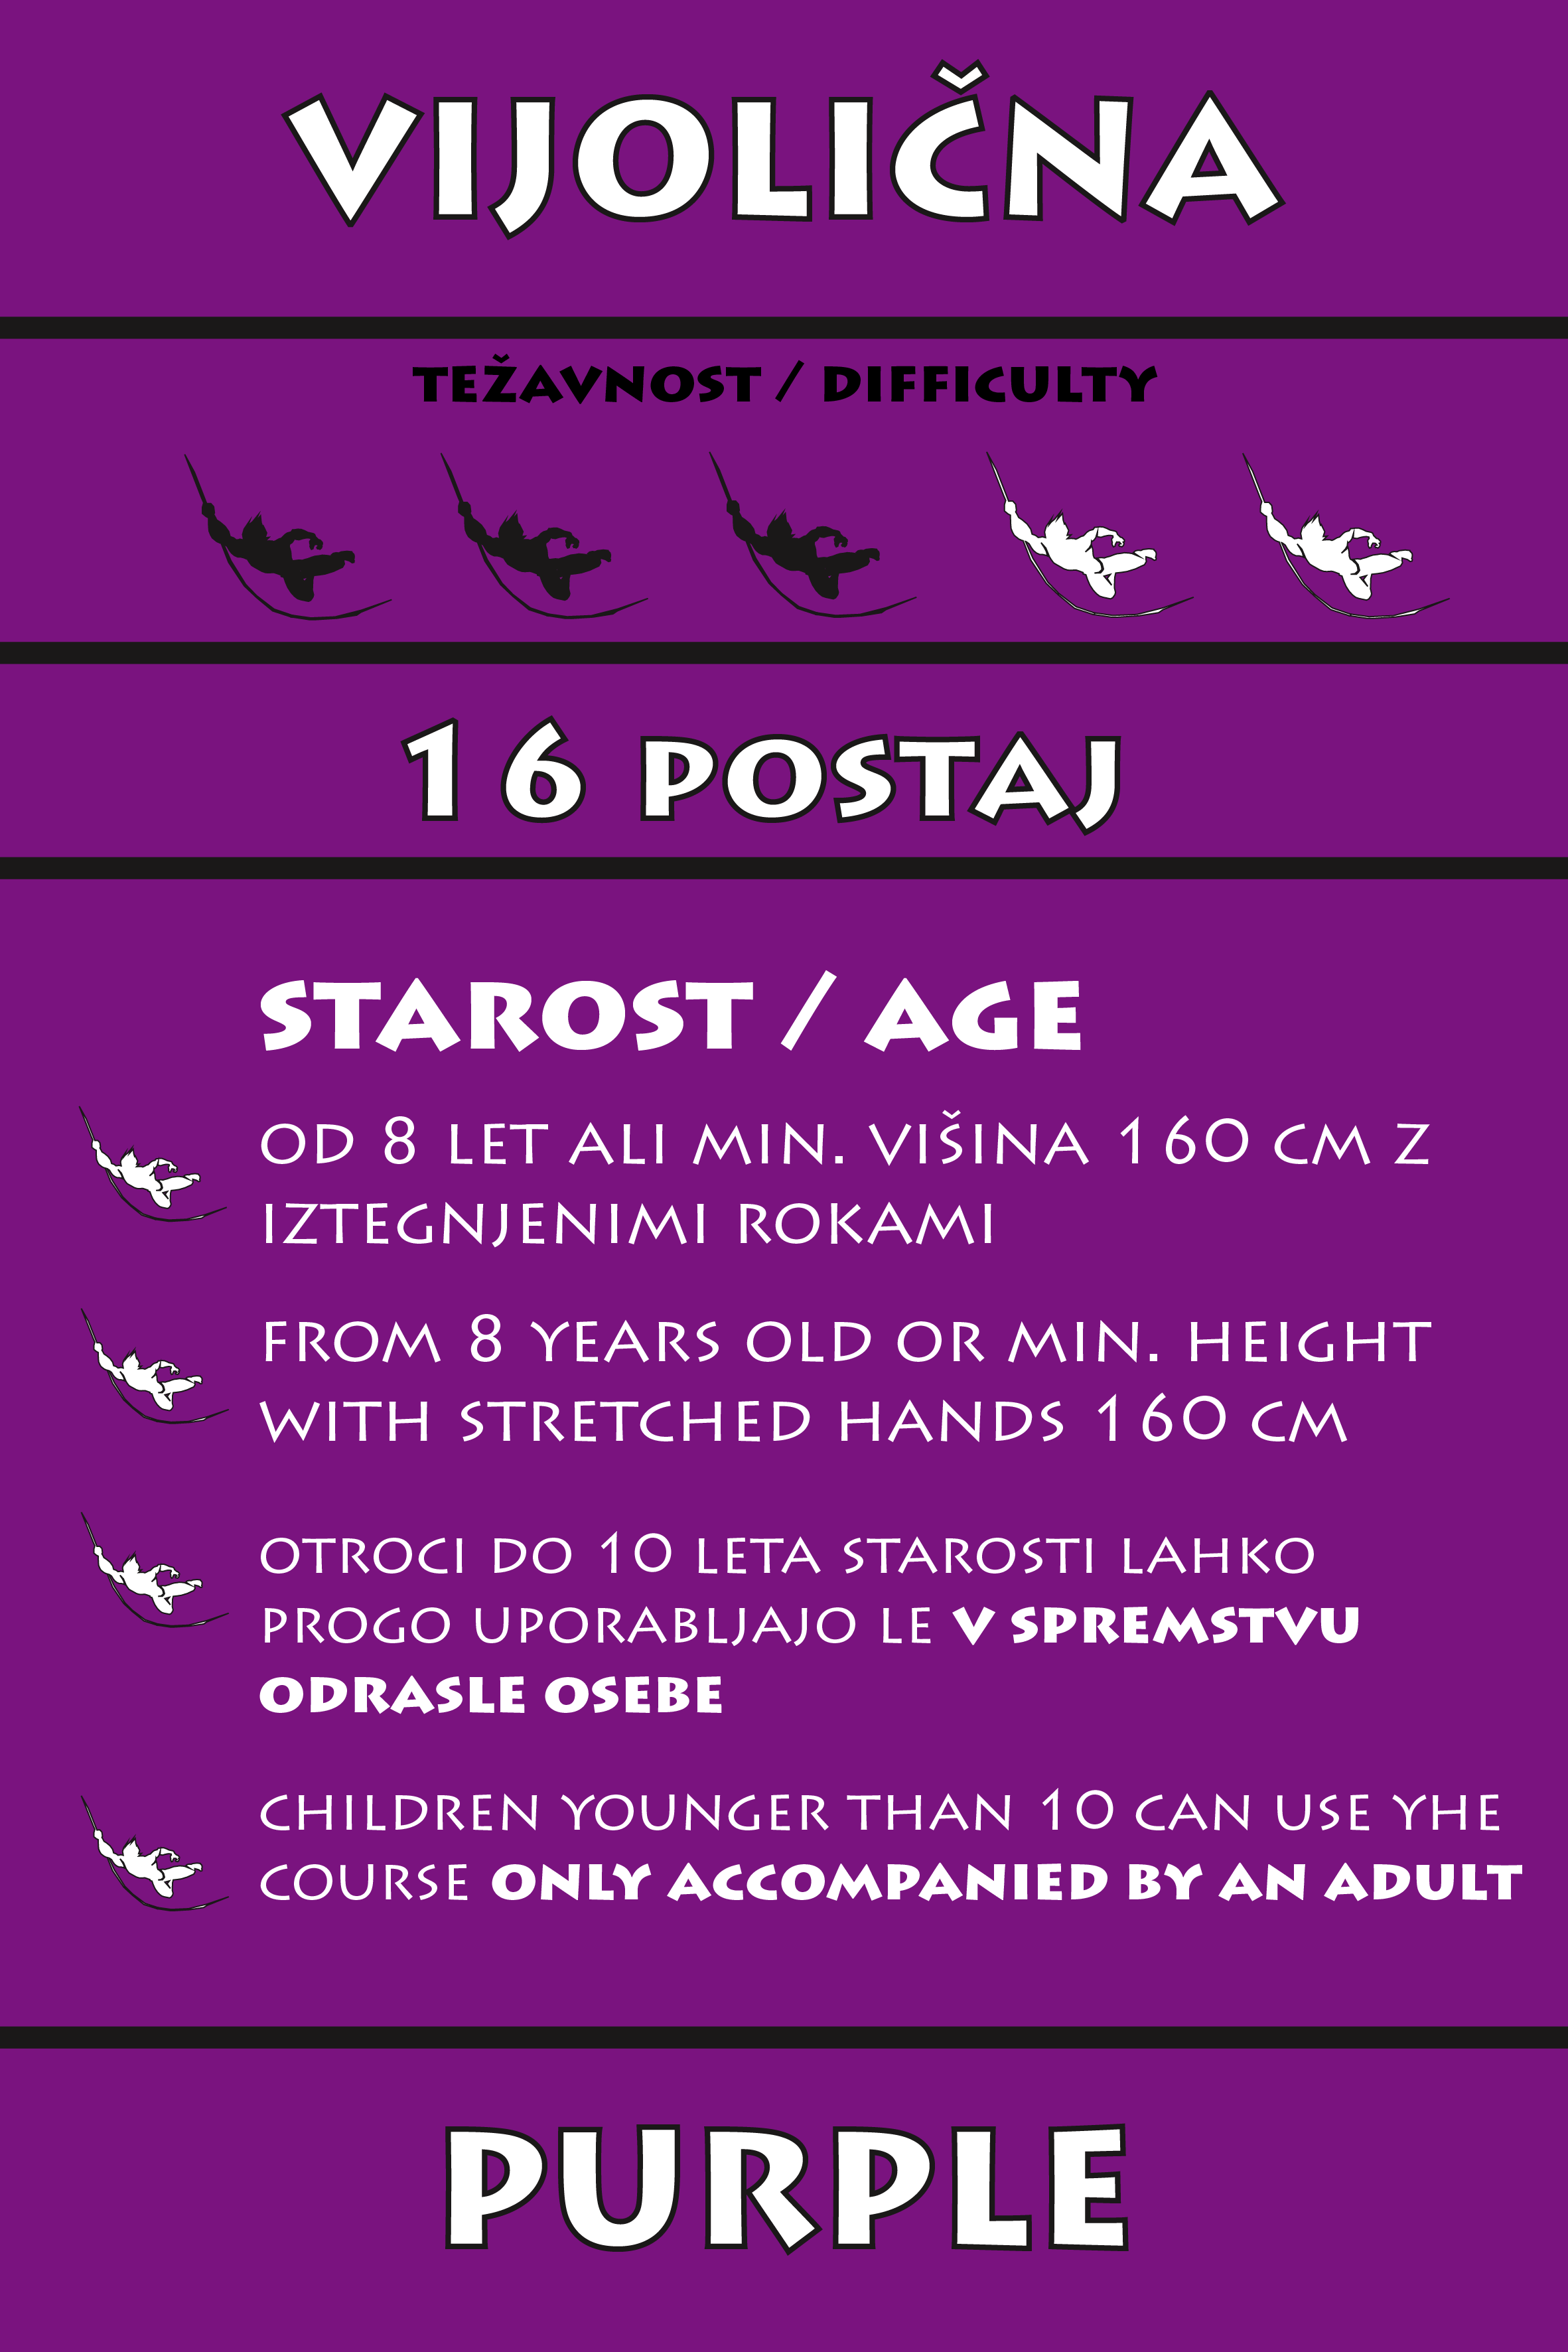 VIJOLIČNA
TEŽAVNOST / DIFFICULTY
16 POSTAJ
STAROST / AGE
OD 8 LET ALI MIN. VIŠINA 160 CM Z
IZTEGNJENIMI ROKAMI
FROM 8 YEARS OLD OR MIN. HEIGHT
WITH STRETCHED HANDS 160 CM
OTROCI DO 10 LETA STAROSTI LAHKO
PROGO UPORABLJAJO LE V SPREMSTVU
ODRASLE OSEBE
CHILDREN YOUNGER THAN 10 CAN USE YHE
COURSE ONLY ACCOMPANIED BY AN ADULT
PURPLE